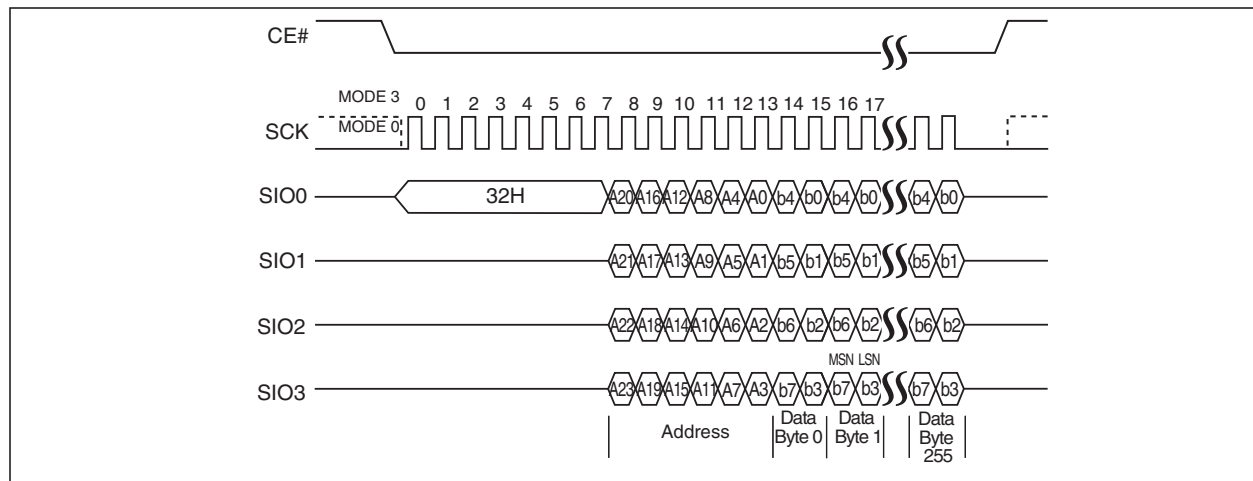 CE#
MODE 3
0 1 2 3 4 5 6 7 8 9 10 11 12 13 14 15 16 17
SCK
MODE 0
SIO0
32H
A20 A16 A12 A8 A4 A0 b4 b0 b4 b0 b4 b0
SIO1
A21 A17 A13 A9 A5 A1 b5 b1 b5 b1 b5 b1
SIO2
A22 A18 A14 A10 A6 A2 b6 b2 b6 b2 b6 b2
MSN LSN
SIO3
A23 A19 A15 A11 A7 A3 b7 b3 b7 b3 b7 b3
Address
Data
Byte 0
Data
Byte 1
Data
Byte
255